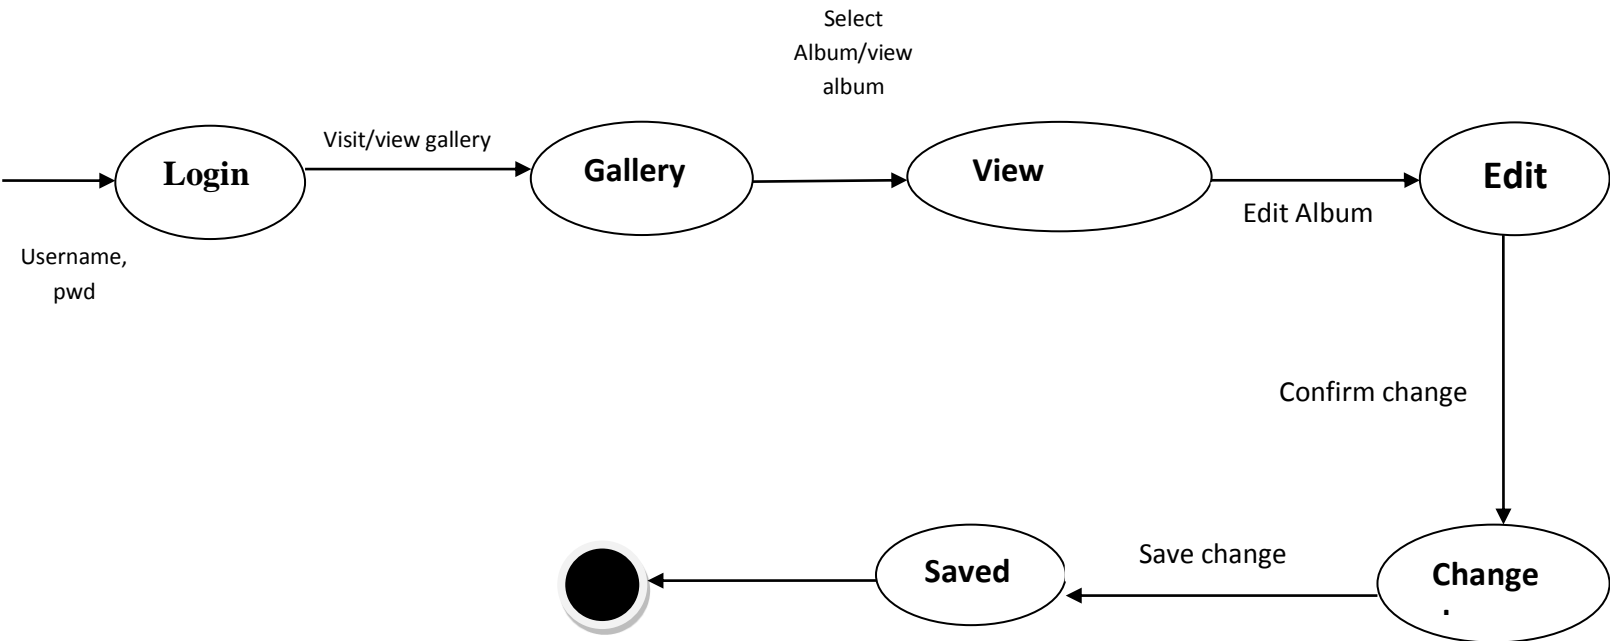 Select
Album/view
album
Visit/view gallery
Login
Gallery
View
Edit
Edit Album
Username,
pwd
Confirm change
Save change
Saved
Change